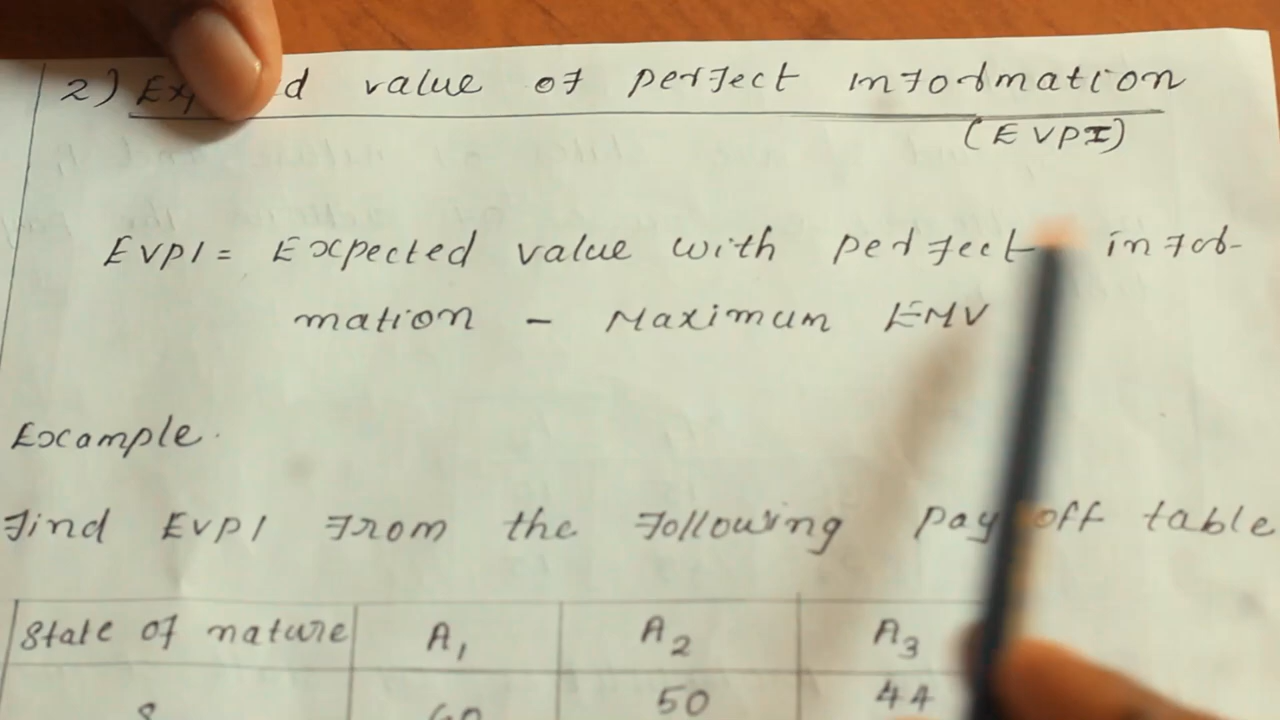 2) d value of perfect information
(EVPI)
EVPI = Expected value with perfect infor-
mation - Maximum EMV
Example.
Find EVPI from the following pay off table
State of nature A1 A2 A3
50 44